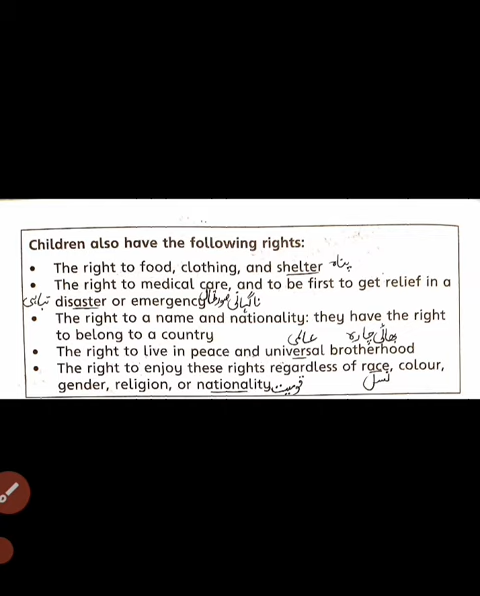 Children also have the following rights:
• The right to food, clothing, and shelter پناہ
• The right to medical care, and to be first to get relief in a
تباہی disaster or emergency ناگہانی صورتحال
• The right to a name and nationality: they have the right
to belong to a country عالمی بھائی چارہ
• The right to live in peace and universal brotherhood
• The right to enjoy these rights regardless of race, colour,
gender, religion, or nationality قومیت نسل